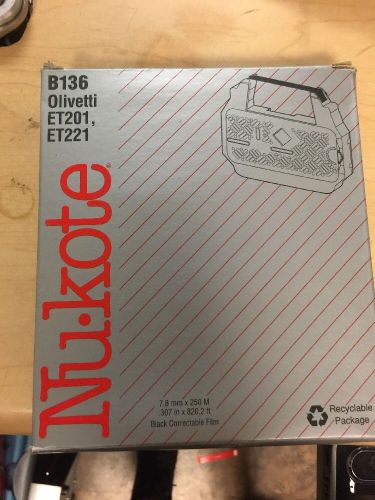 B136
Olivetti
ET201,
ET221
Nu·kote®
7.8 mm x 250 M
.307 in x 820.2 ft
Black Correctable Film
Recyclable
Package